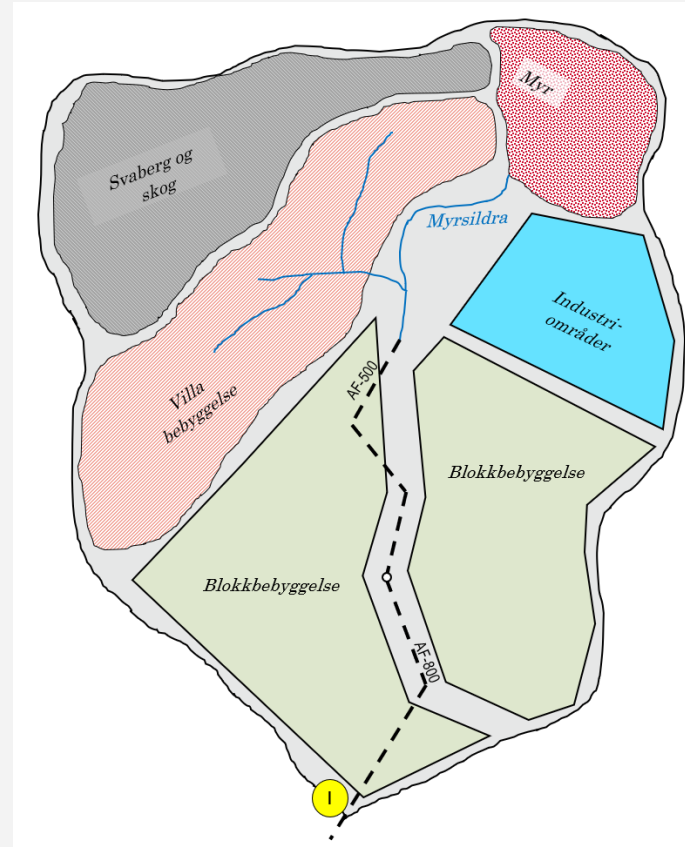 Myr
Svaberg og
skog
Myrsildra
Industri-
områder
AF-500
Villa
bebyggelse
Blokkbebyggelse
Blokkbebyggelse
AF-800
I